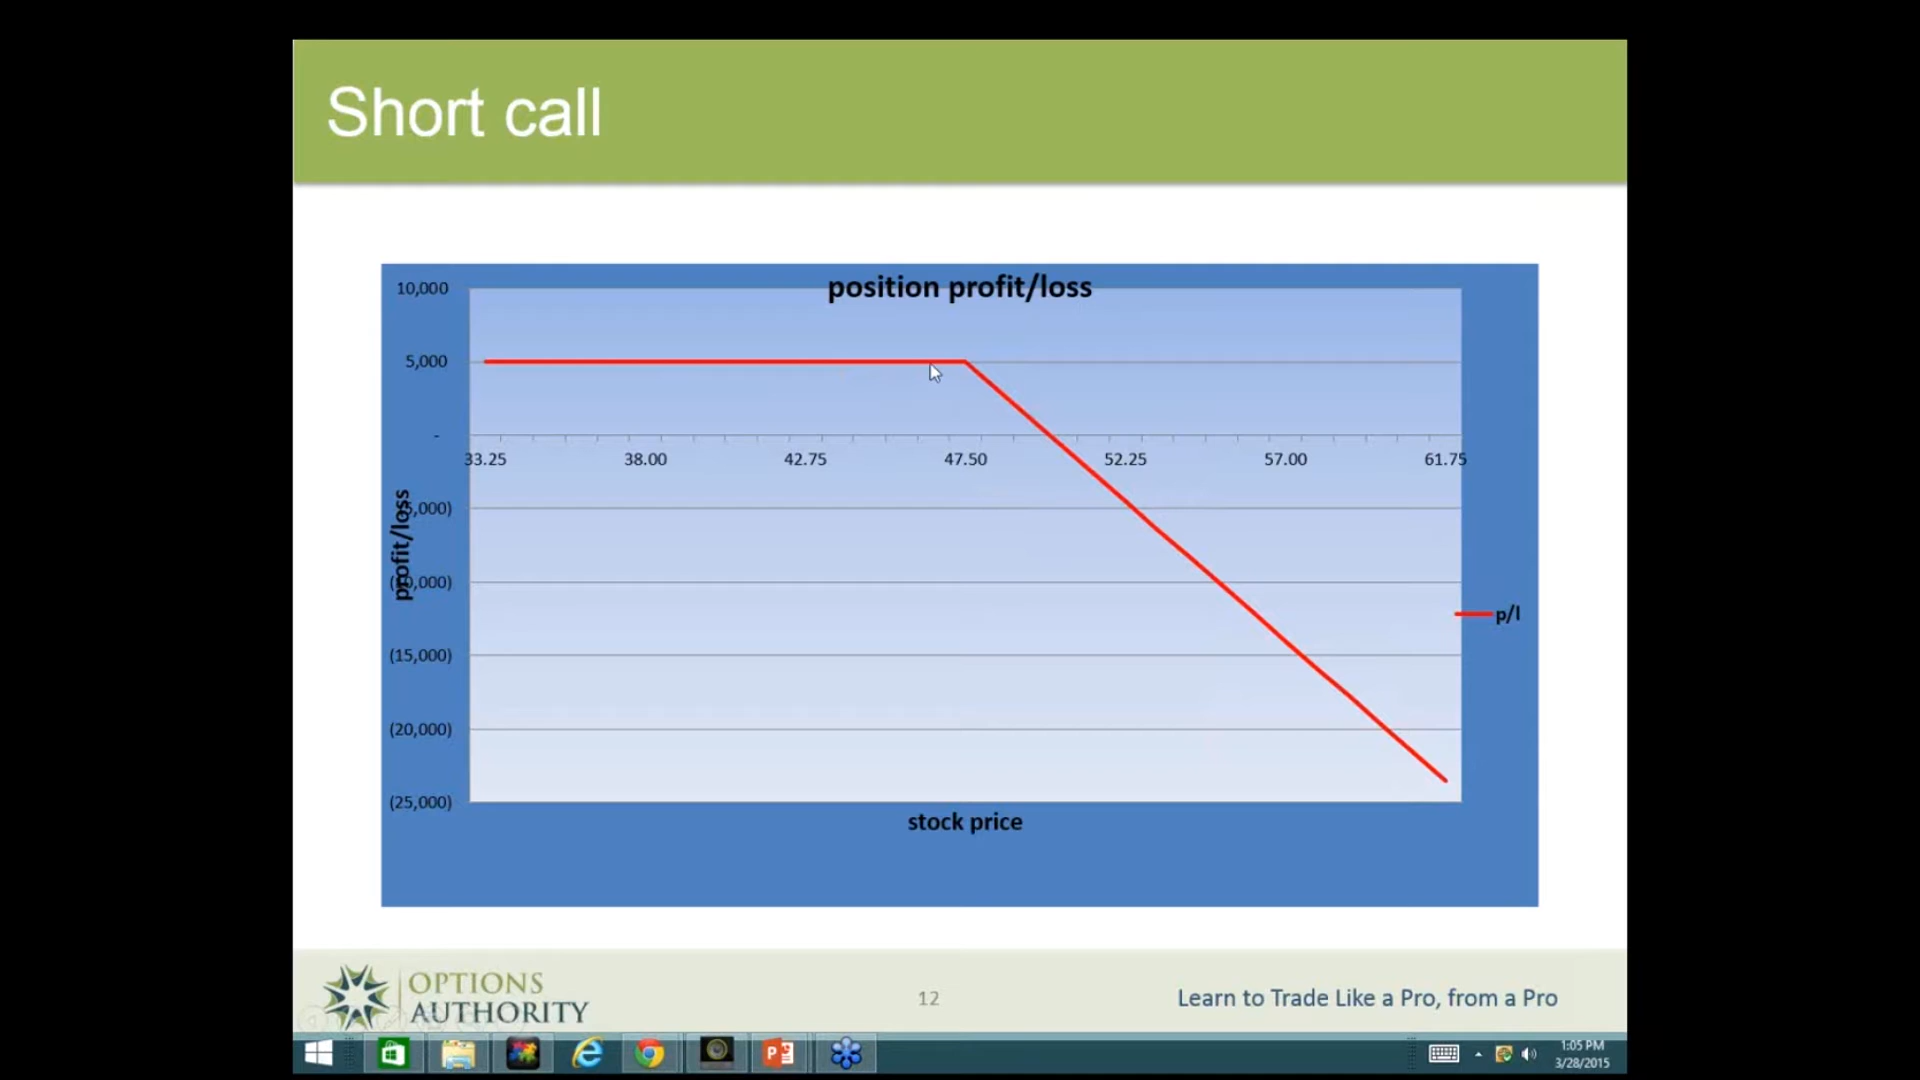 Short call
position profit/loss
10,000
5,000
-
33.25 38.00 42.75 47.50 52.25 57.00 61.75
,000)
,000)
(15,000)
(20,000)
(25,000)
profit/loss
p/l
stock price
OPTIONS
AUTHORITY
12
Learn to Trade Like a Pro, from a Pro
1:05 PM
3/28/2015